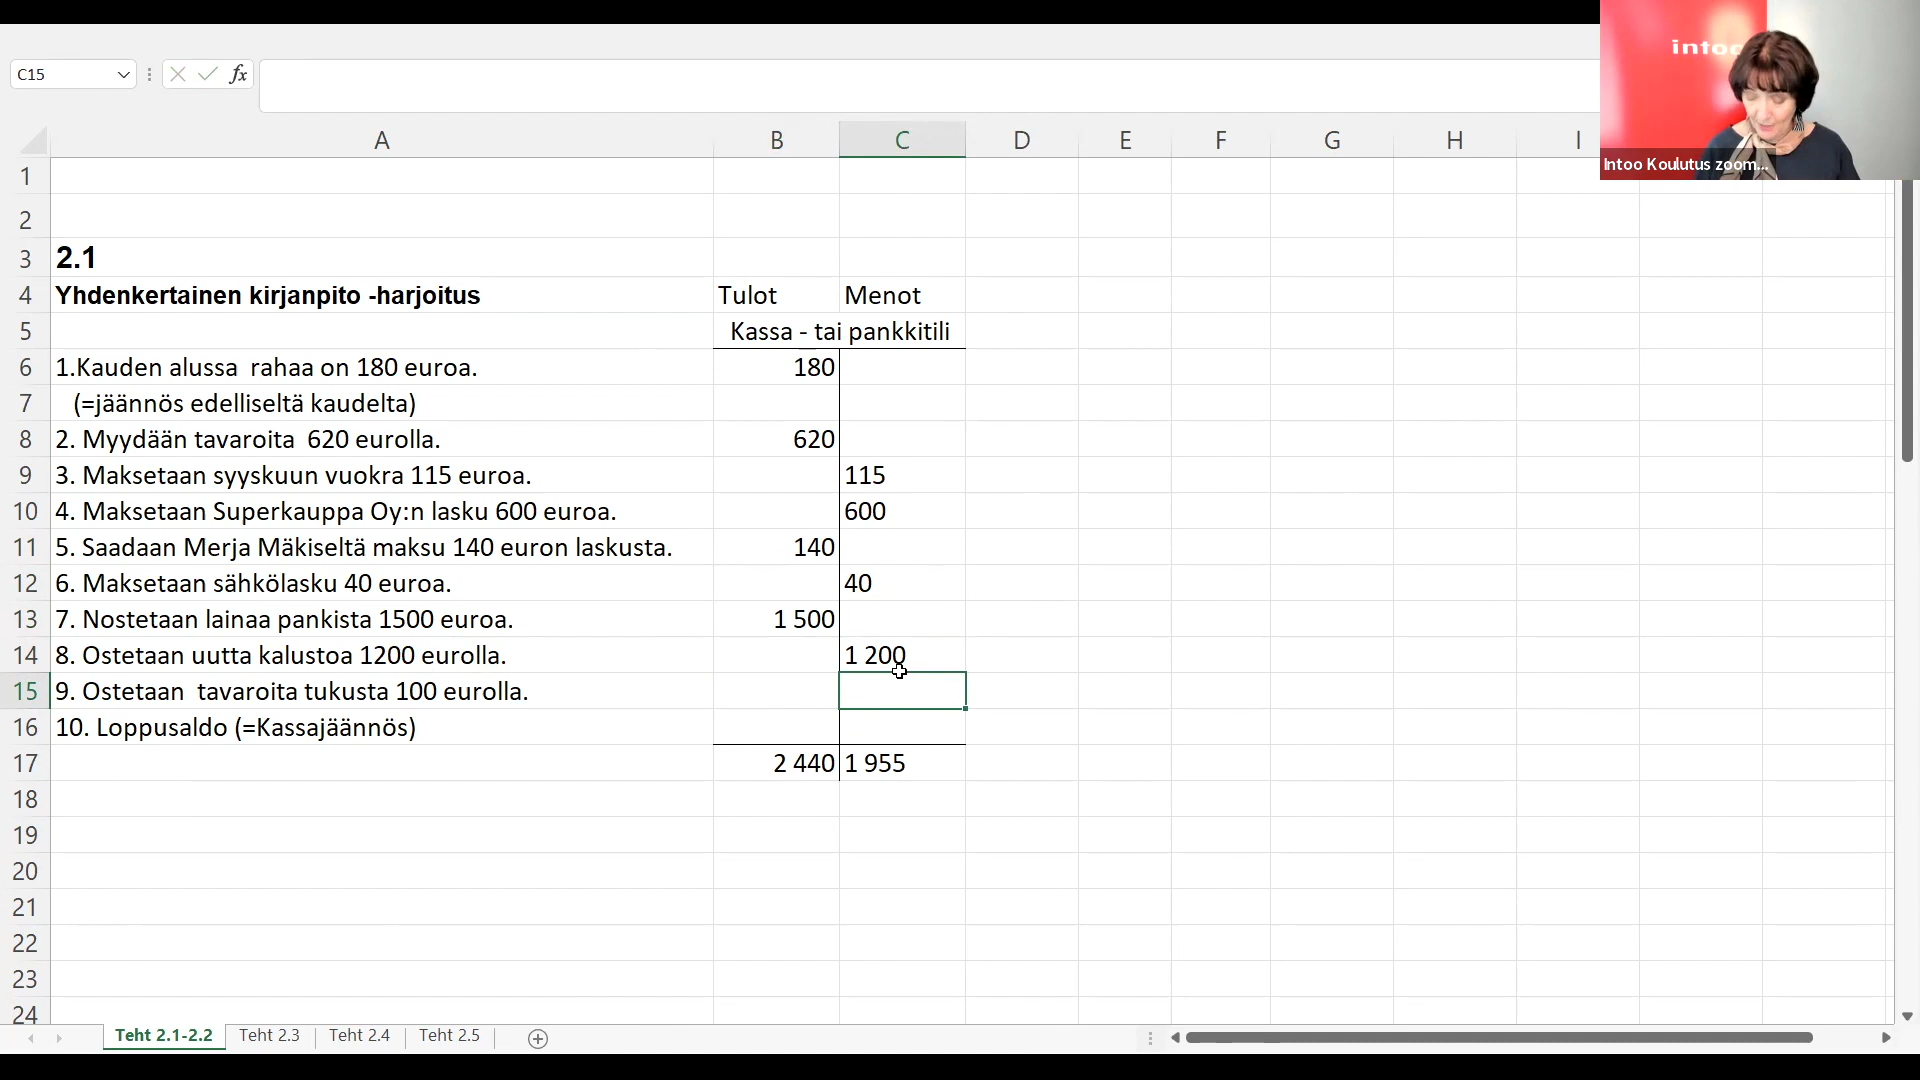 intoo
Intoo Koulutus zoom...
C15
fx
A B C D E F G H I
1
2
3 2.1
4 Yhdenkertainen kirjanpito -harjoitus Tulot Menot
5 Kassa - tai pankkitili
6 1.Kauden alussa rahaa on 180 euroa. 180
7 (=jäännös edelliseltä kaudelta)
8 2. Myydään tavaroita 620 eurolla. 620
9 3. Maksetaan syyskuun vuokra 115 euroa. 115
10 4. Maksetaan Superkauppa Oy:n lasku 600 euroa. 600
11 5. Saadaan Merja Mäkiseltä maksu 140 euron laskusta. 140
12 6. Maksetaan sähkölasku 40 euroa. 40
13 7. Nostetaan lainaa pankista 1500 euroa. 1 500
14 8. Ostetaan uutta kalustoa 1200 eurolla. 1 200
15 9. Ostetaan tavaroita tukusta 100 eurolla.
16 10. Loppusaldo (=Kassajäännös)
17 2 440 1 955
18
19
20
21
22
23
24
Teht 2.1-2.2 Teht 2.3 Teht 2.4 Teht 2.5